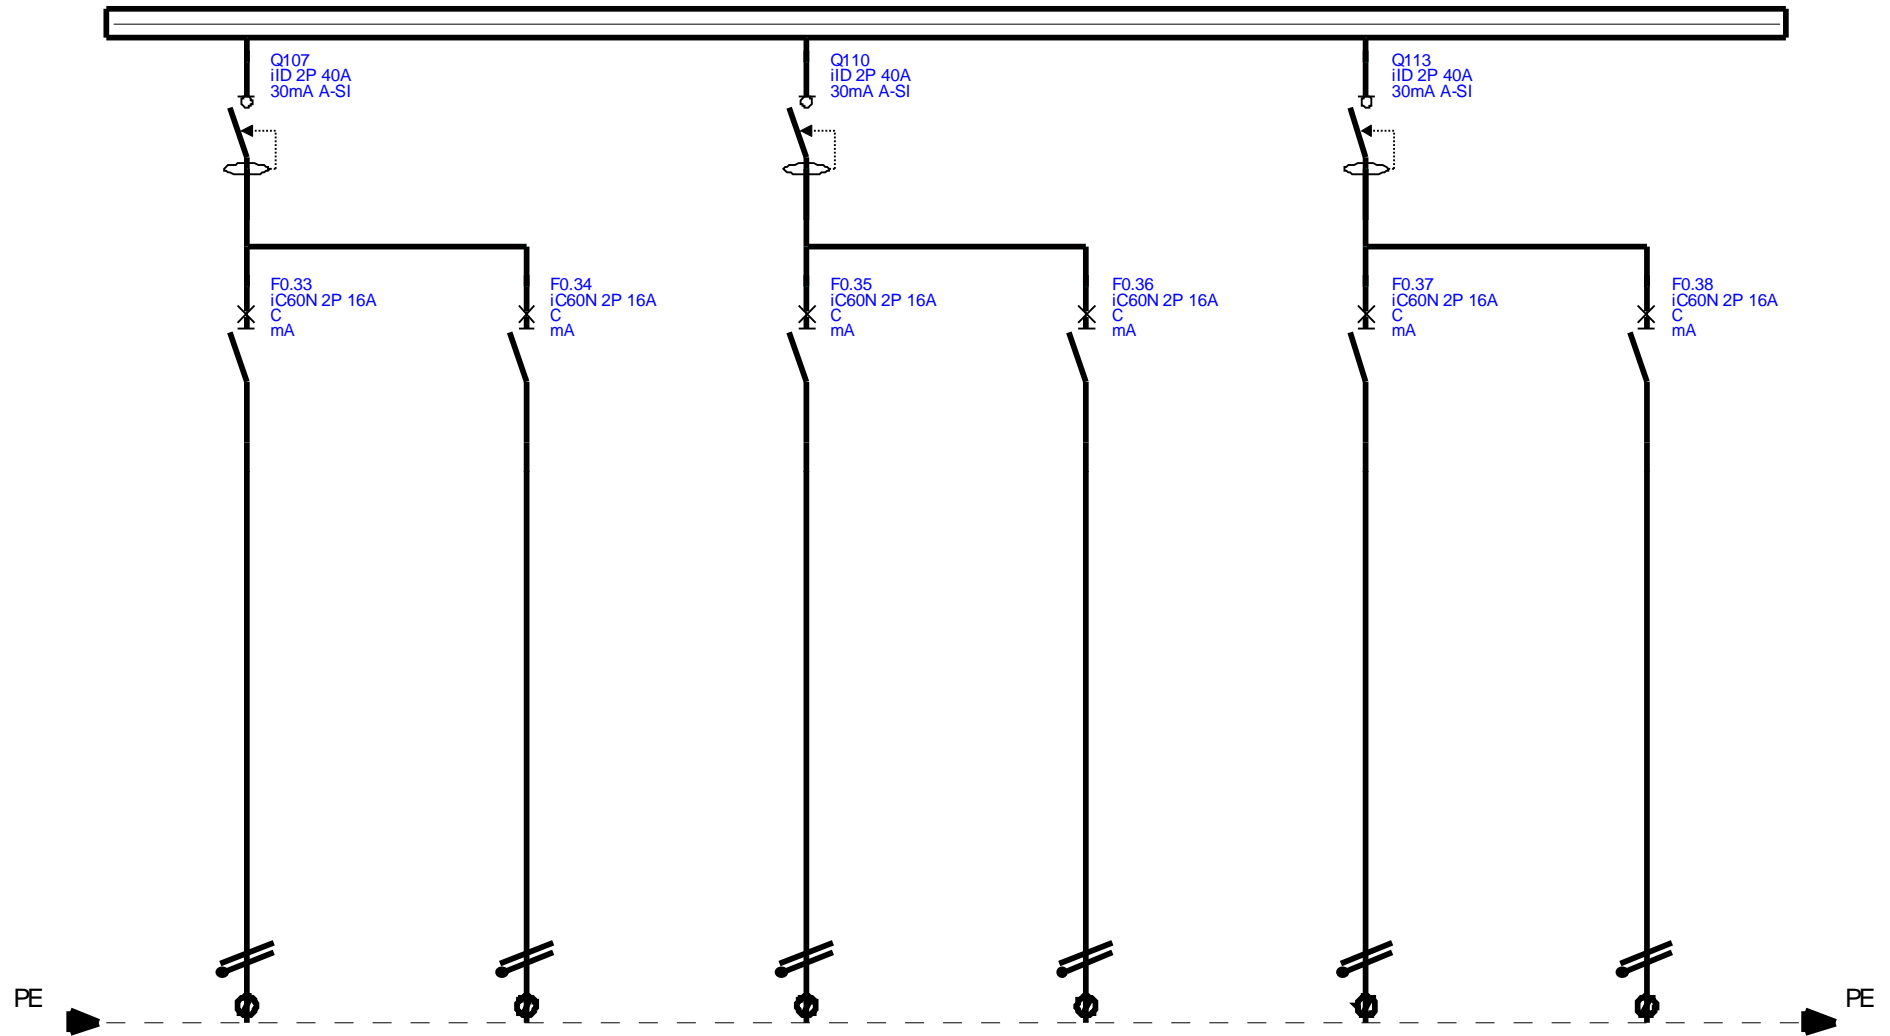 Q107
iID 2P 40A
30mA A-SI
Q110
iID 2P 40A
30mA A-SI
Q113
iID 2P 40A
30mA A-SI
F0.33
iC60N 2P 16A
C
mA
F0.34
iC60N 2P 16A
C
mA
F0.35
iC60N 2P 16A
C
mA
F0.36
iC60N 2P 16A
C
mA
F0.37
iC60N 2P 16A
C
mA
F0.38
iC60N 2P 16A
C
mA
PE
PE